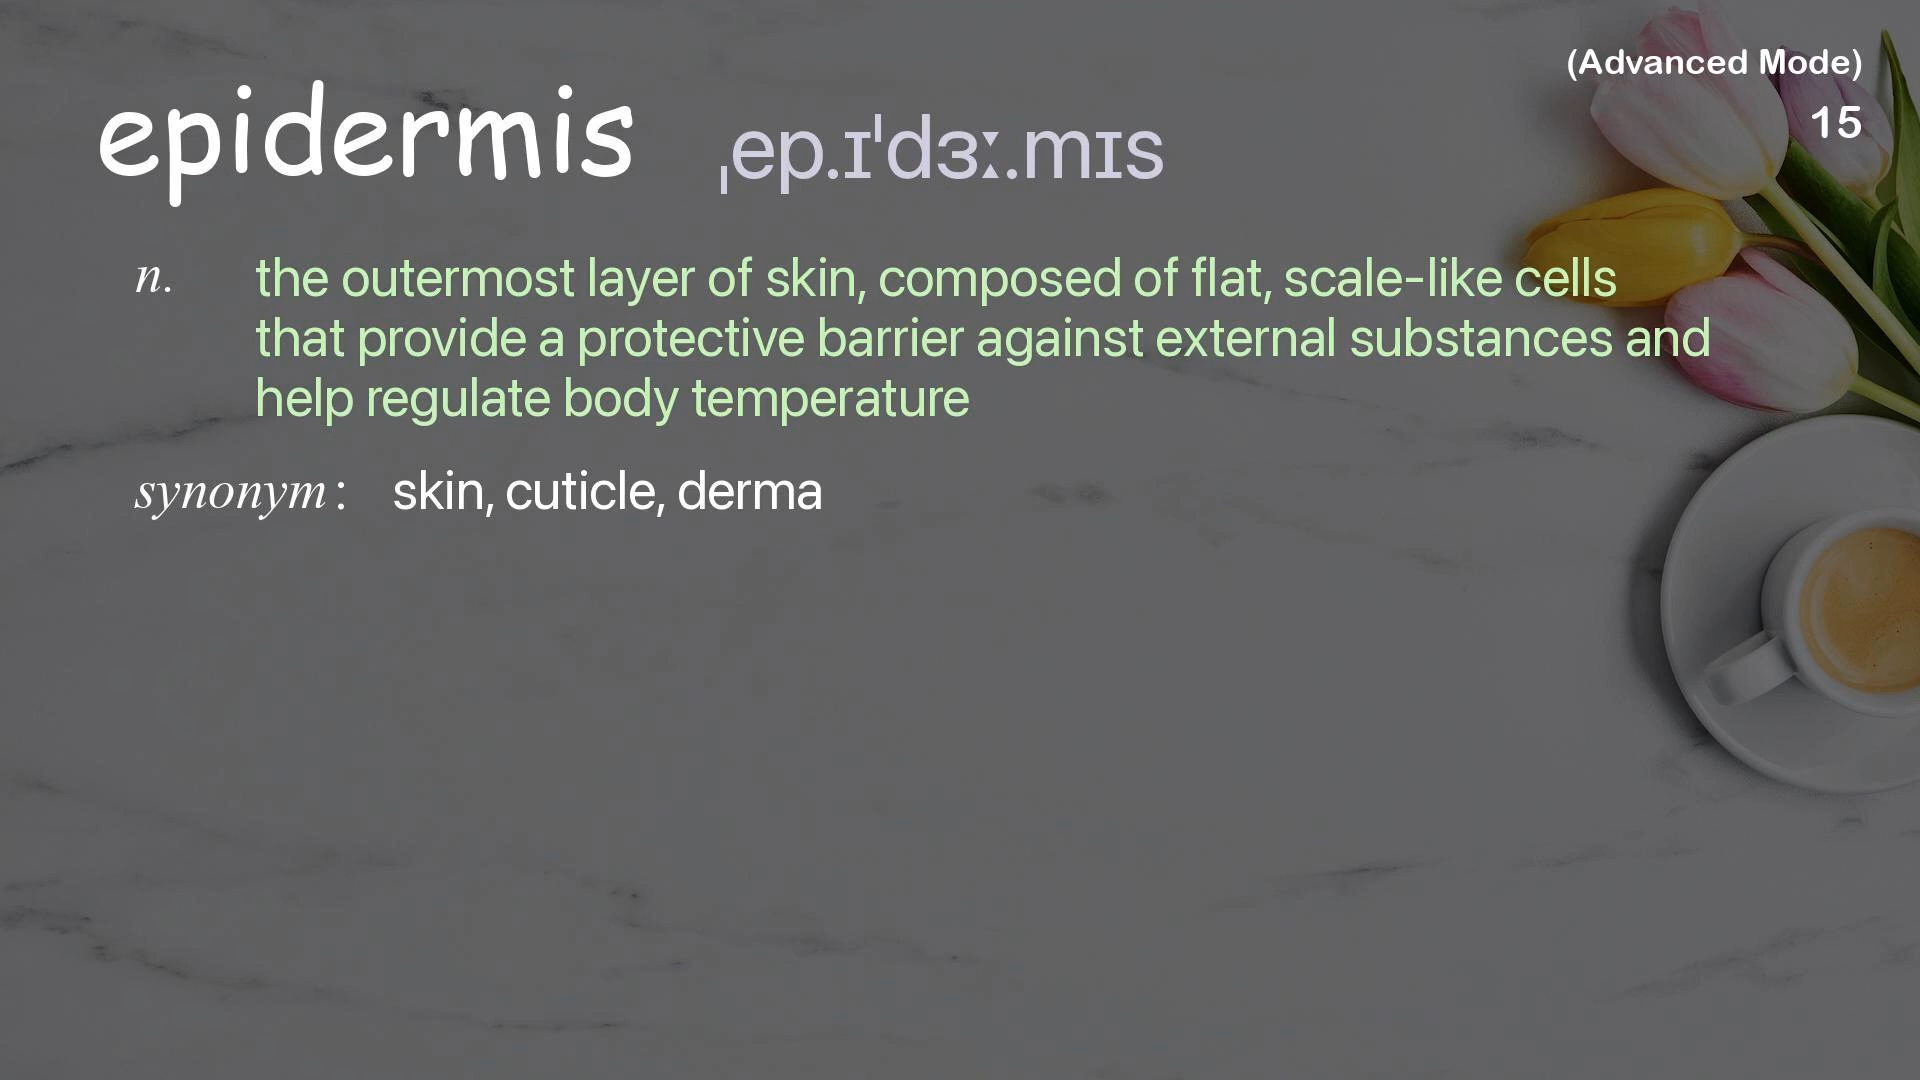 (Advanced Mode)
15
epidermis ˌep.ɪˈdɜː.mɪs
n. the outermost layer of skin, composed of flat, scale-like cells
that provide a protective barrier against external substances and
help regulate body temperature
synonym: skin, cuticle, derma